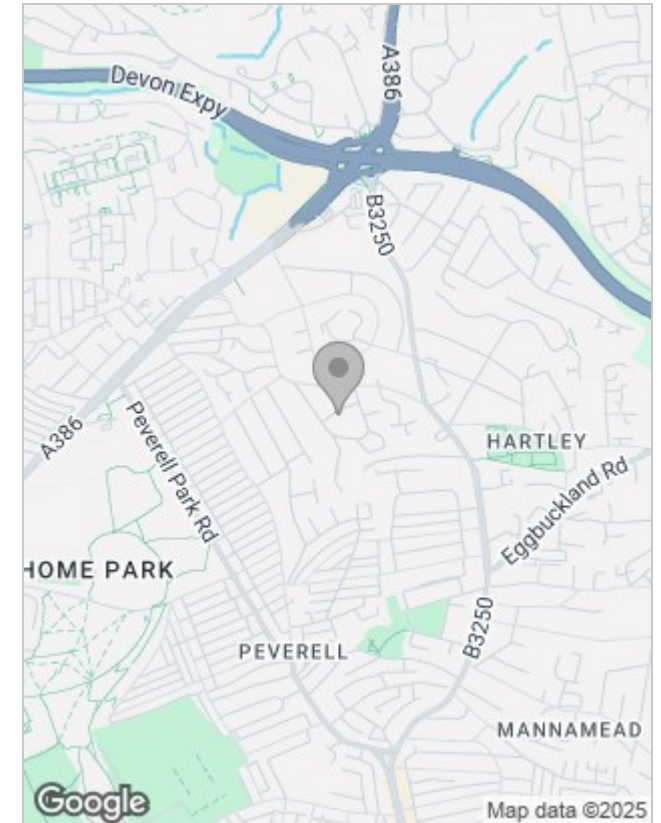 Devon Expy
A386
B3250
A386
Peverell Park Rd
HARTLEY
Eggbuckland Rd
HOME PARK
B3250
PEVERELL
MANNAMEAD
Google
Map data ©2025